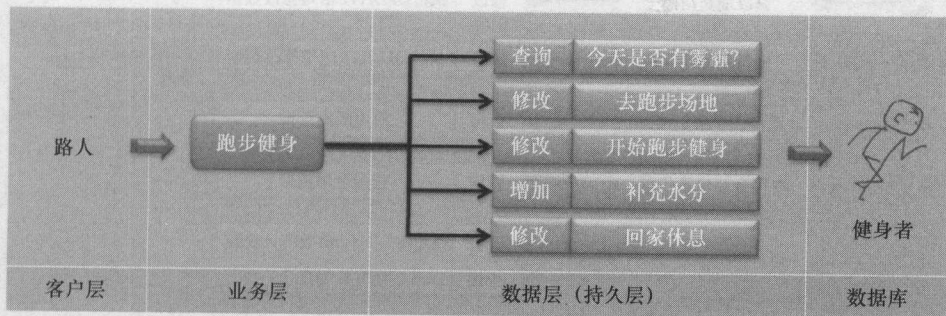 查询 今天是否有雾霾?
修改 去跑步场地
路人 跑步健身 修改 开始跑步健身
增加 补充水分
修改 回家休息
健身者
客户层 业务层 数据层（持久层） 数据库